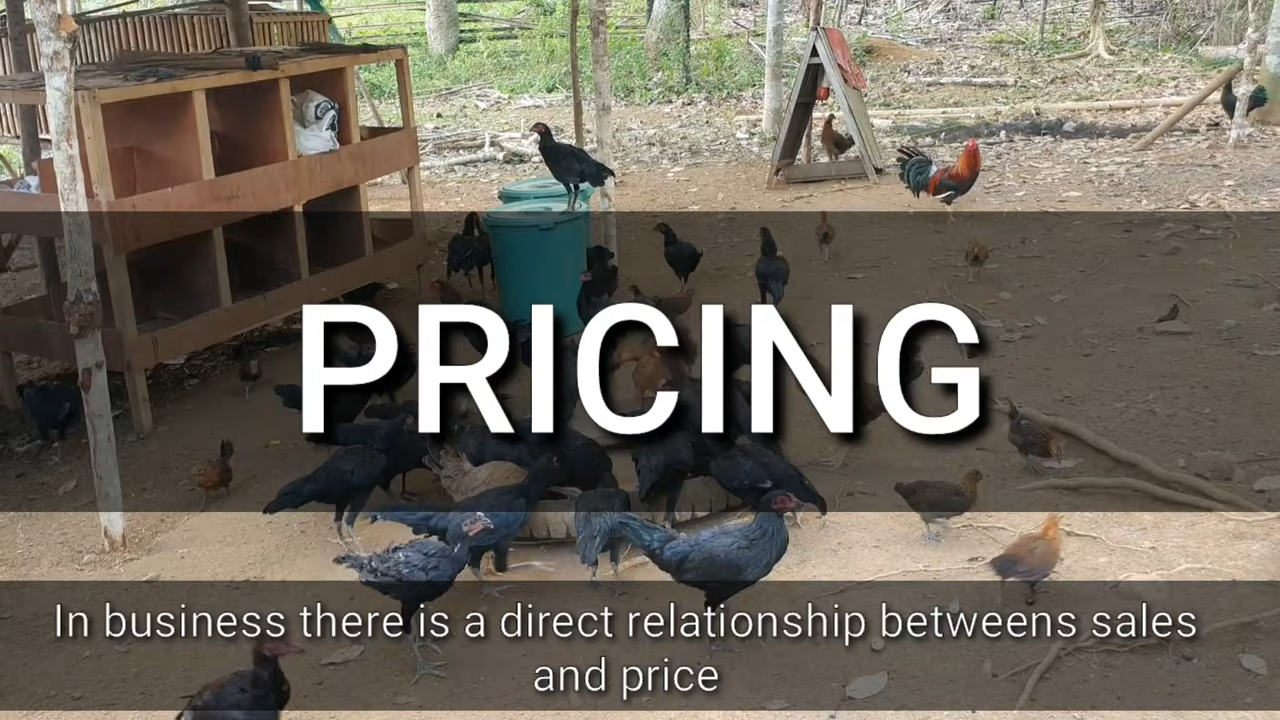 PRICING
In business there is a direct relationship betweens sales
and price